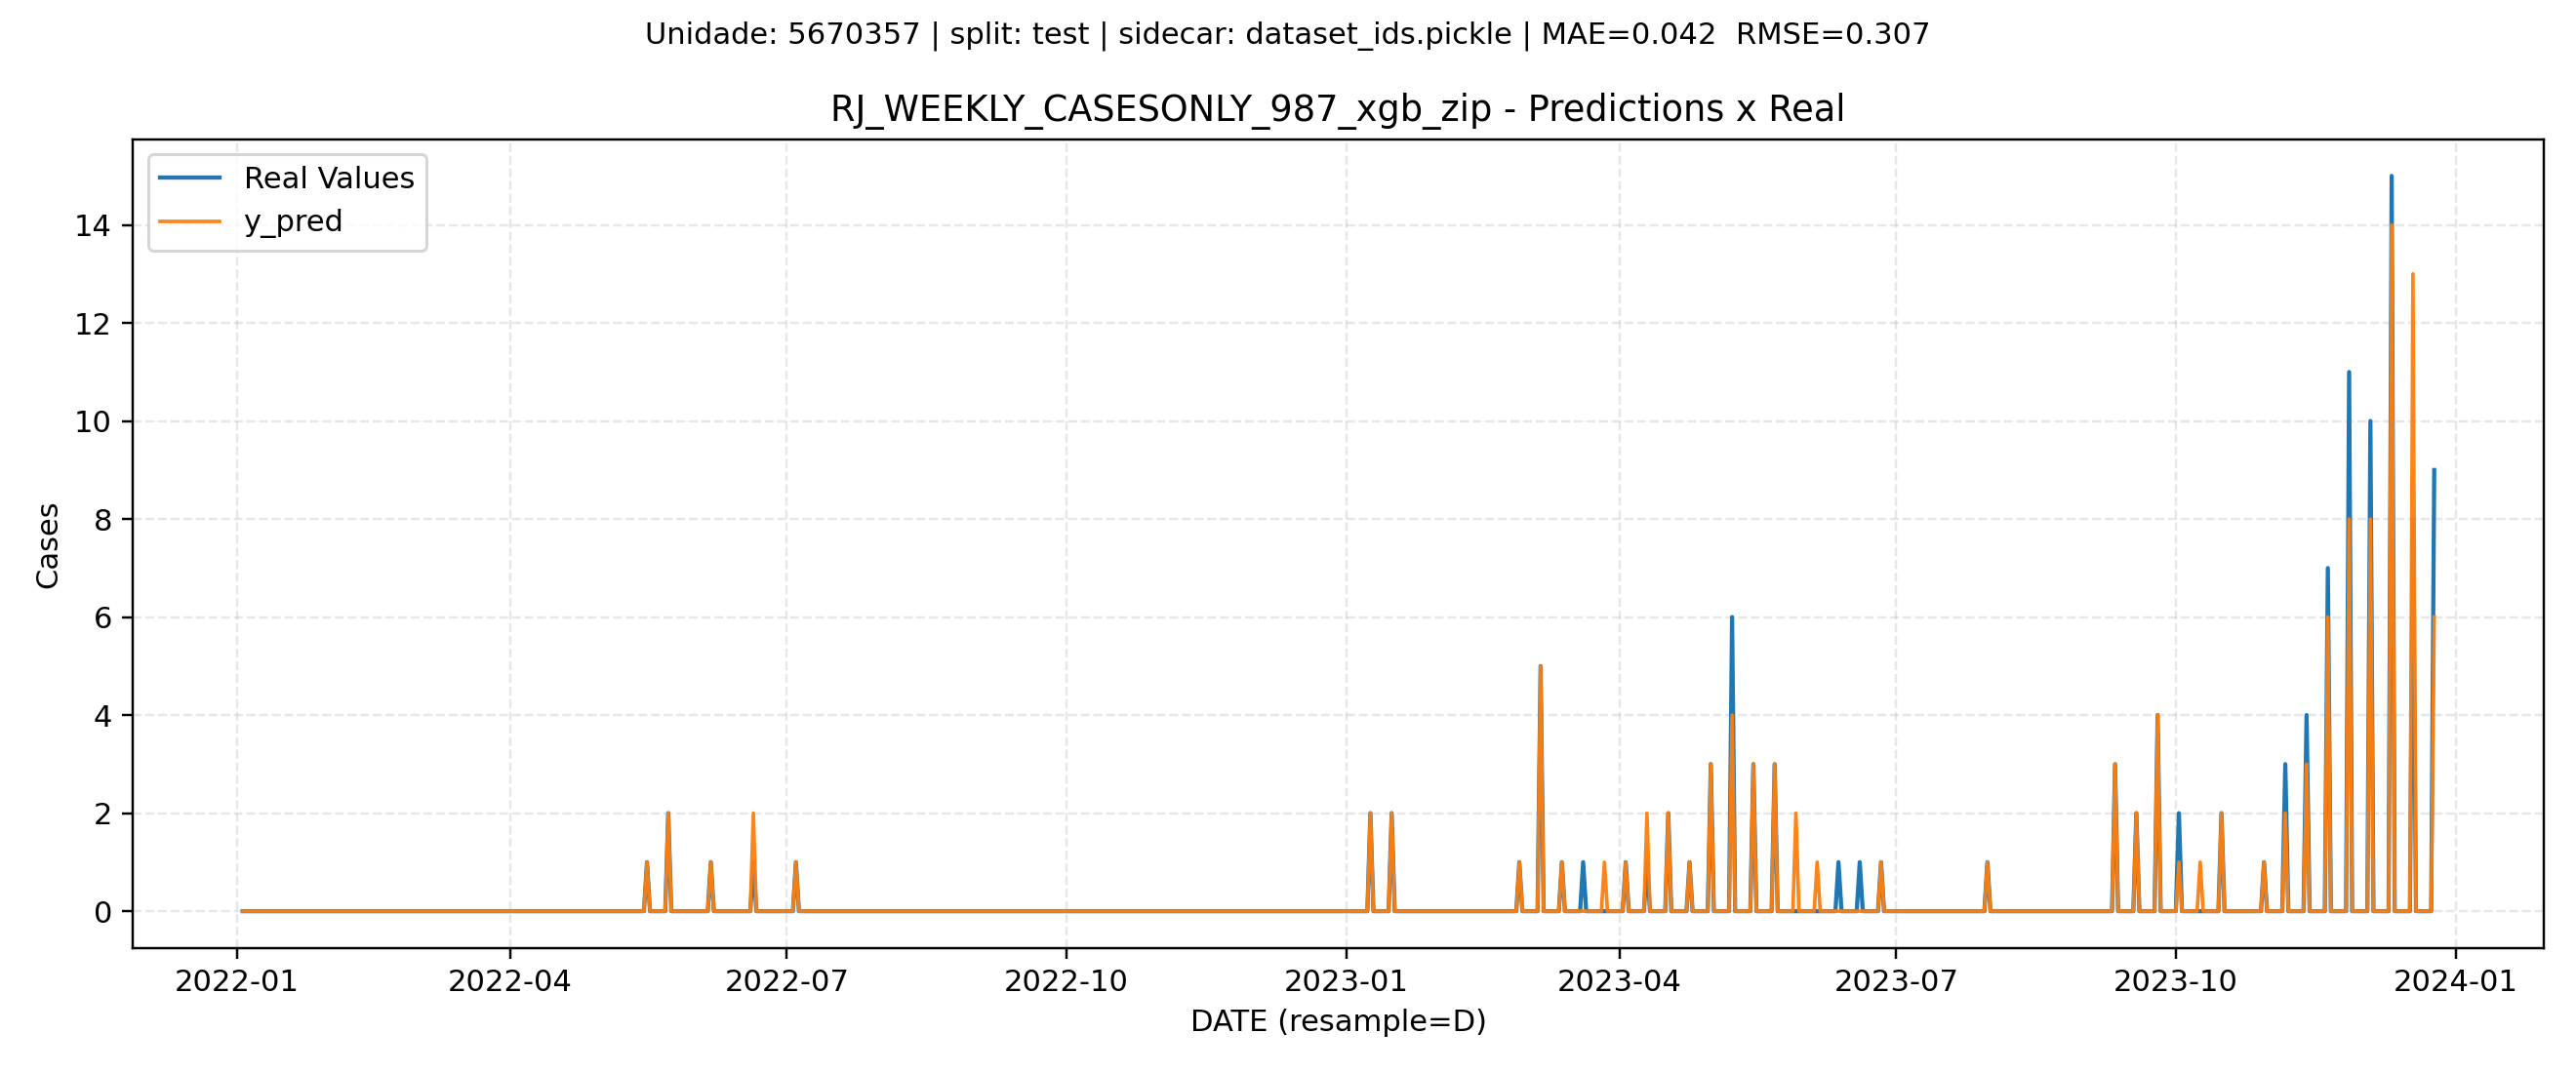 Unidade: 5670357 | split: test | sidecar: dataset_ids.pickle | MAE=0.042  RMSE=0.307
RJ_WEEKLY_CASESONLY_987_xgb_zip - Predictions x Real
Real Values
y_pred
14
12
10
8
6
4
2
0
Cases
2022-01
2022-04
2022-07
2022-10
2023-01
2023-04
2023-07
2023-10
2024-01
DATE (resample=D)